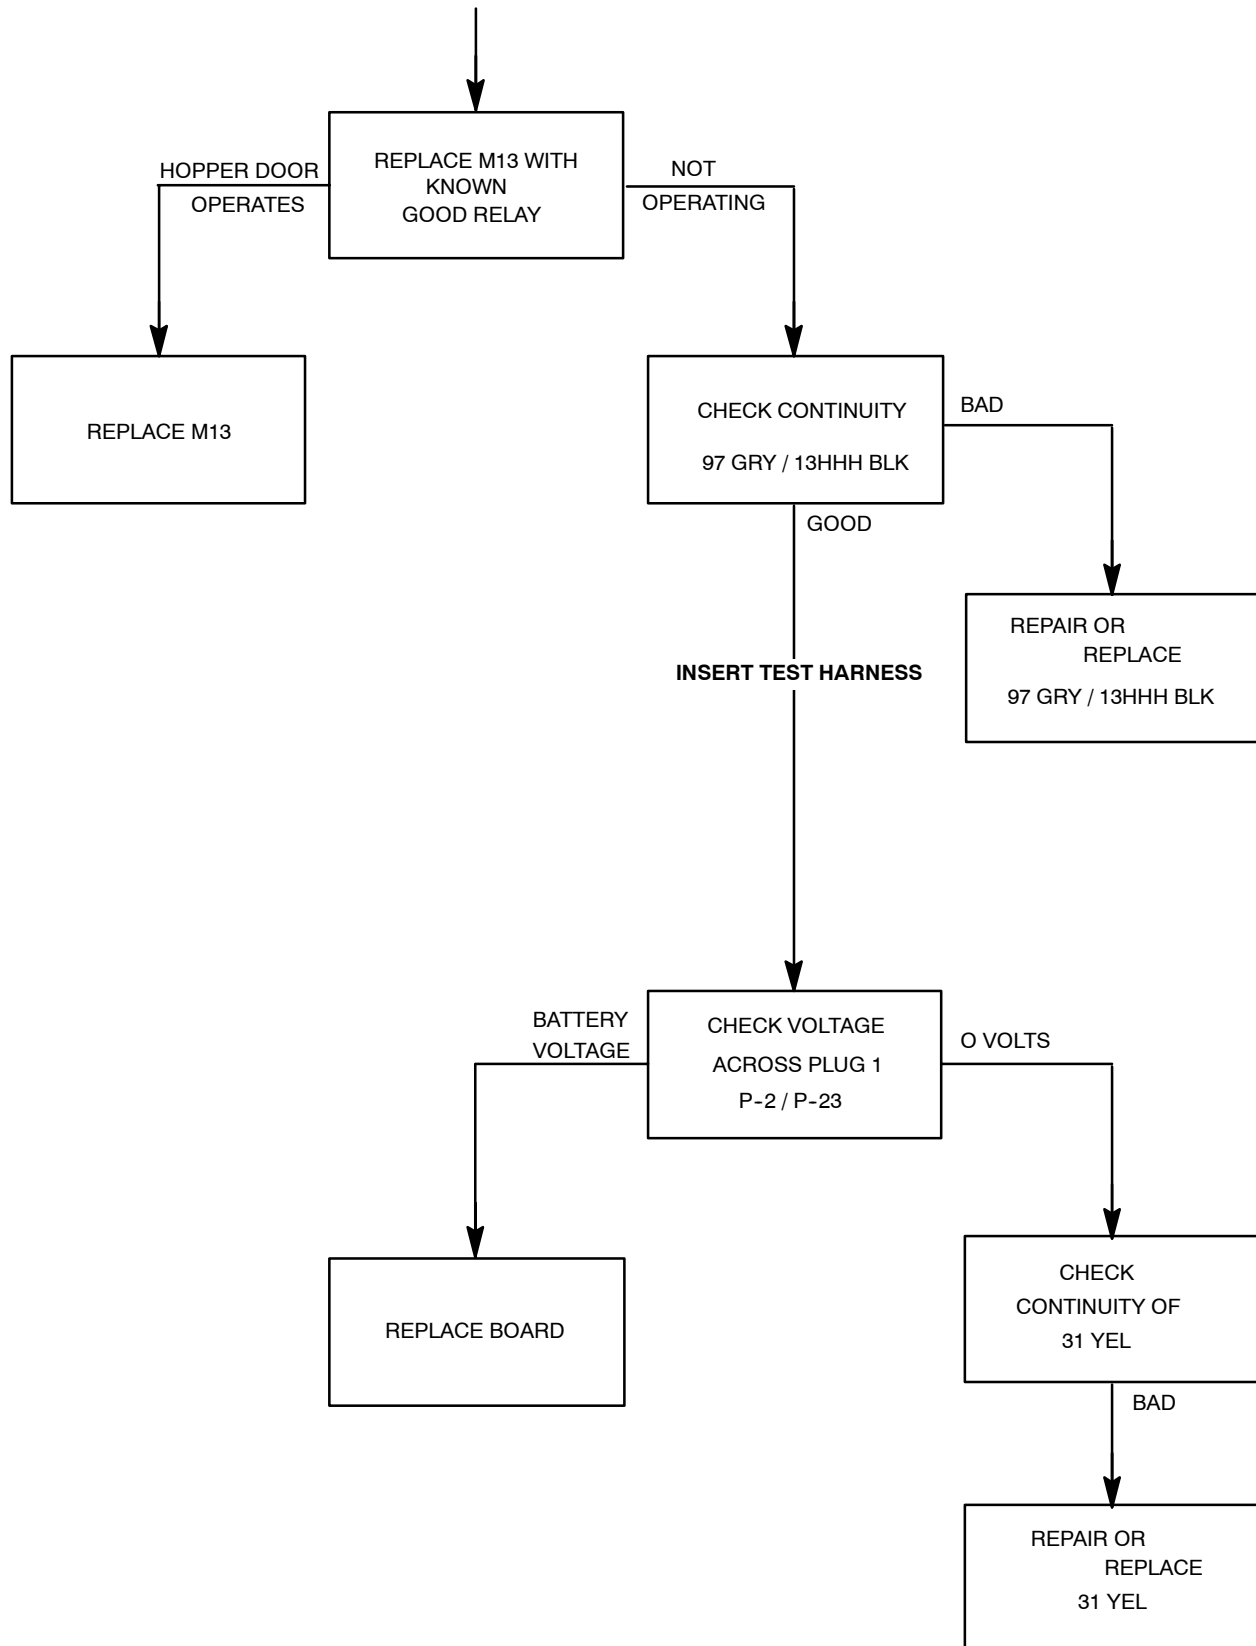 REPLACE M13 WITH
KNOWN
GOOD RELAY
HOPPER DOOR
OPERATES
NOT
OPERATING
REPLACE M13
CHECK CONTINUITY
97 GRY / 13HHH BLK
BAD
GOOD
REPAIR OR
REPLACE
97 GRY / 13HHH BLK
INSERT TEST HARNESS
BATTERY
VOLTAGE
CHECK VOLTAGE
ACROSS PLUG 1
P-2 / P-23
O VOLTS
REPLACE BOARD
CHECK
CONTINUITY OF
31 YEL
BAD
REPAIR OR
REPLACE
31 YEL